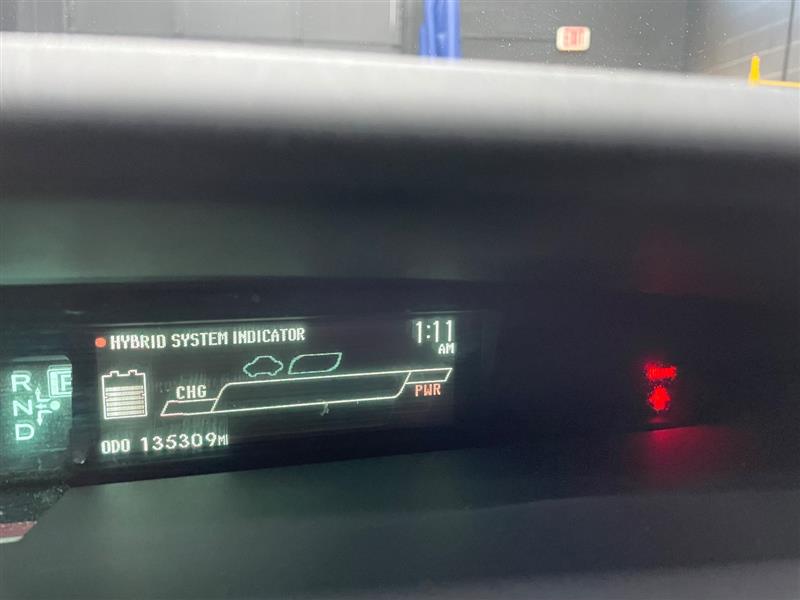 EXIT
HYBRID SYSTEM INDICATOR
1:11
AM
R
N
D
CHG
PWR
ODO 135309MI